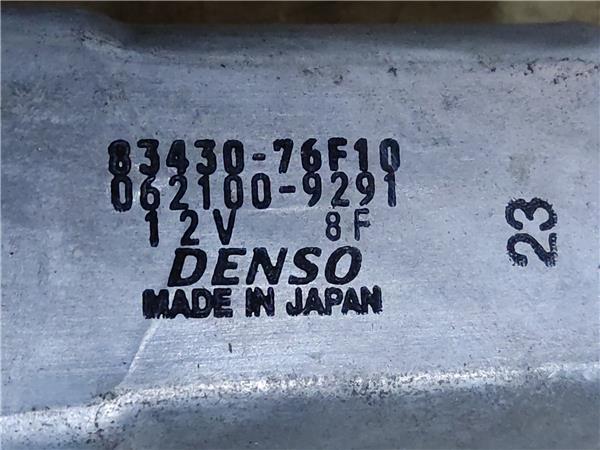 83430-76F10
062100-9291
12V 8F
DENSO
MADE IN JAPAN
23